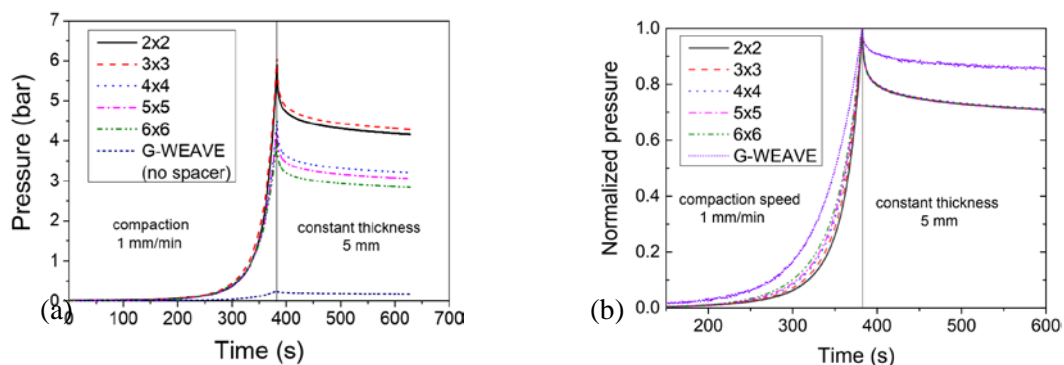 7
6
5
4
3
2
1
0
Pressure (bar)
2x2
3x3
4x4
5x5
6x6
G-WEAVE
(no spacer)
compaction
1 mm/min
constant thickness
5 mm
(a)
0 100 200 300 400 500 600 700
Time (s)
1.0
0.8
0.6
0.4
0.2
0.0
Normalized pressure
2x2
3x3
4x4
5x5
6x6
G-WEAVE
compaction speed
1 mm/min
constant thickness
5 mm
(b)
200 300 400 500 600
Time (s)